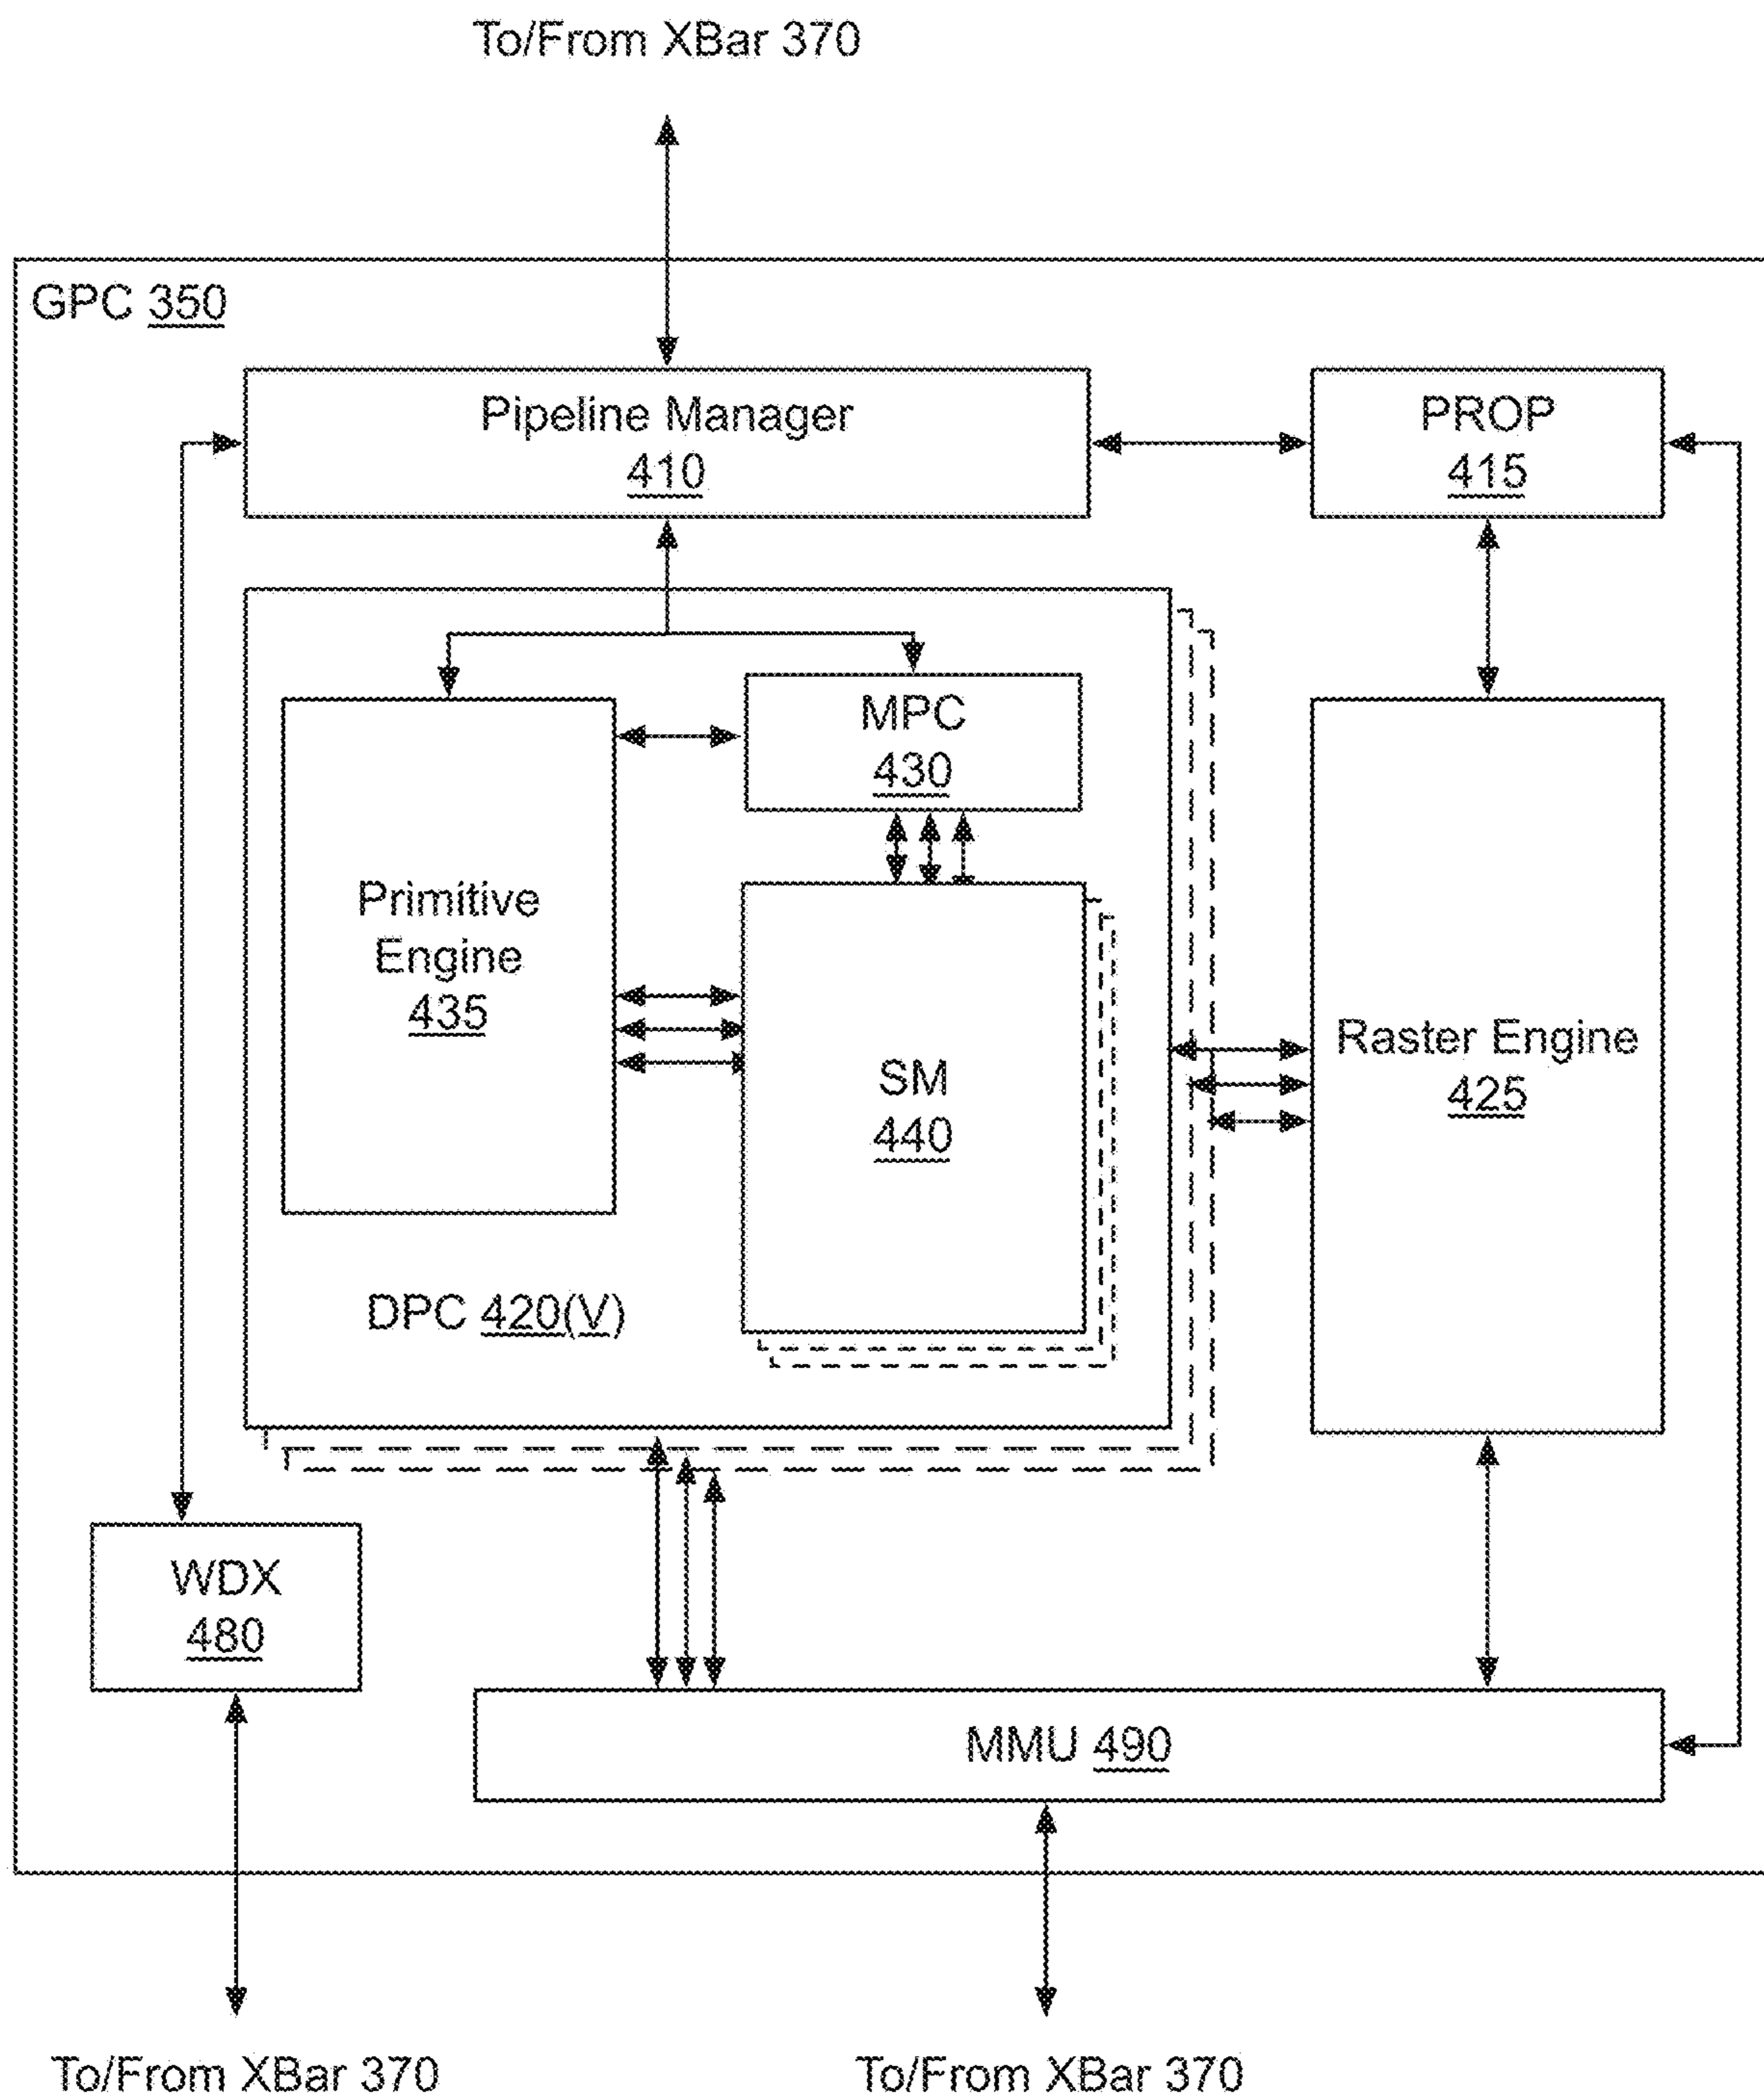 To/From XBar 370
GPC 350
Pipeline Manager
410
PROP
415
MPC
430
Primitive
Engine
435
SM
440
Raster Engine
425
DPC 420(V)
WDX
480
MMU 490
To/From XBar 370
To/From XBar 370